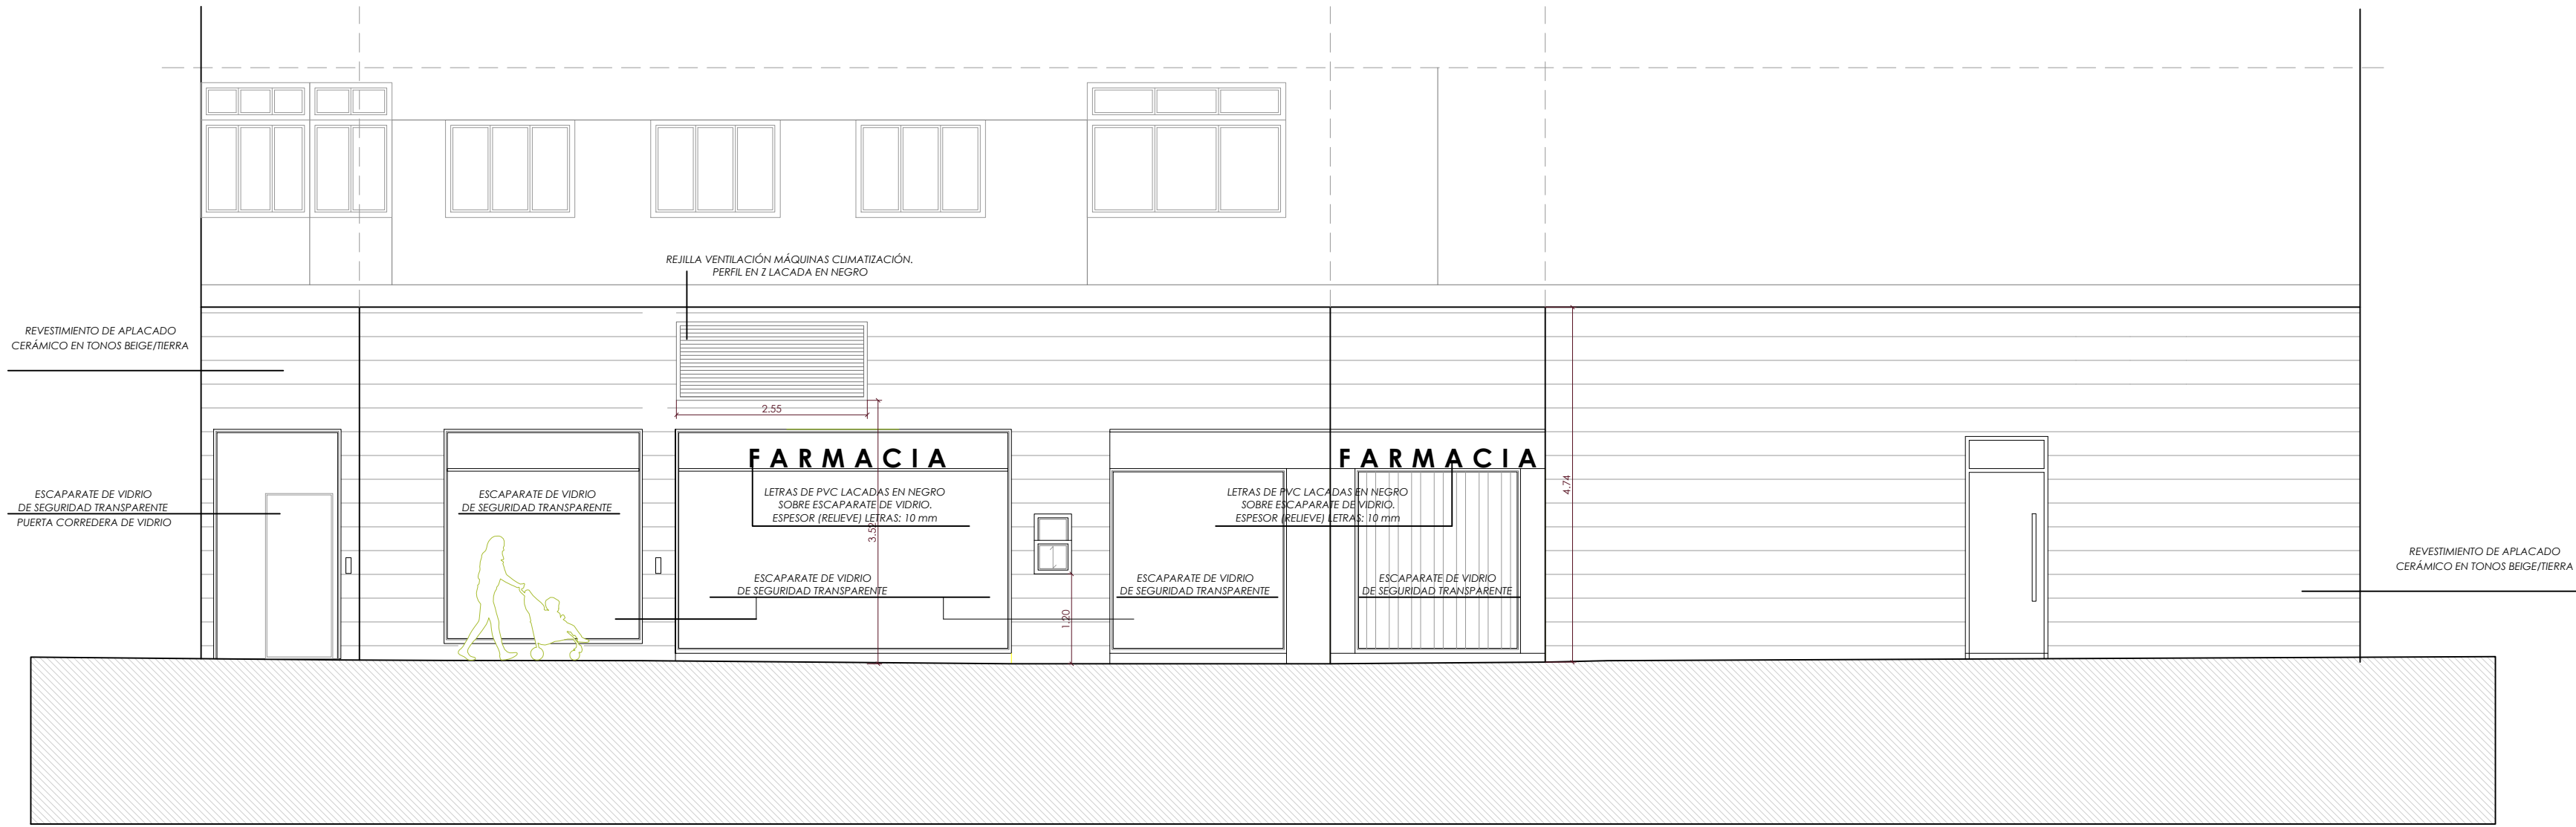 REJILLA VENTILACIÓN MÁQUINAS CLIMATIZACIÓN.
PERFIL EN Z LACADA EN NEGRO
REVESTIMIENTO DE APLACADO
CERÁMICO EN TONOS BEIGE/TIERRA
2.55
FARMACIA
FARMACIA
4.74
ESCAPARATE DE VIDRIO
DE SEGURIDAD TRANSPARENTE
PUERTA CORREDERA DE VIDRIO
ESCAPARATE DE VIDRIO
DE SEGURIDAD TRANSPARENTE
LETRAS DE PVC LACADAS EN NEGRO
SOBRE ESCAPARATE DE VIDRIO.
ESPESOR (RELIEVE) LETRAS: 10 mm
3.52
LETRAS DE PVC LACADAS EN NEGRO
SOBRE ESCAPARATE DE VIDRIO.
ESPESOR (RELIEVE) LETRAS: 10 mm
ESCAPARATE DE VIDRIO
DE SEGURIDAD TRANSPARENTE
1.20
ESCAPARATE DE VIDRIO
DE SEGURIDAD TRANSPARENTE
ESCAPARATE DE VIDRIO
DE SEGURIDAD TRANSPARENTE
REVESTIMIENTO DE APLACADO
CERÁMICO EN TONOS BEIGE/TIERRA